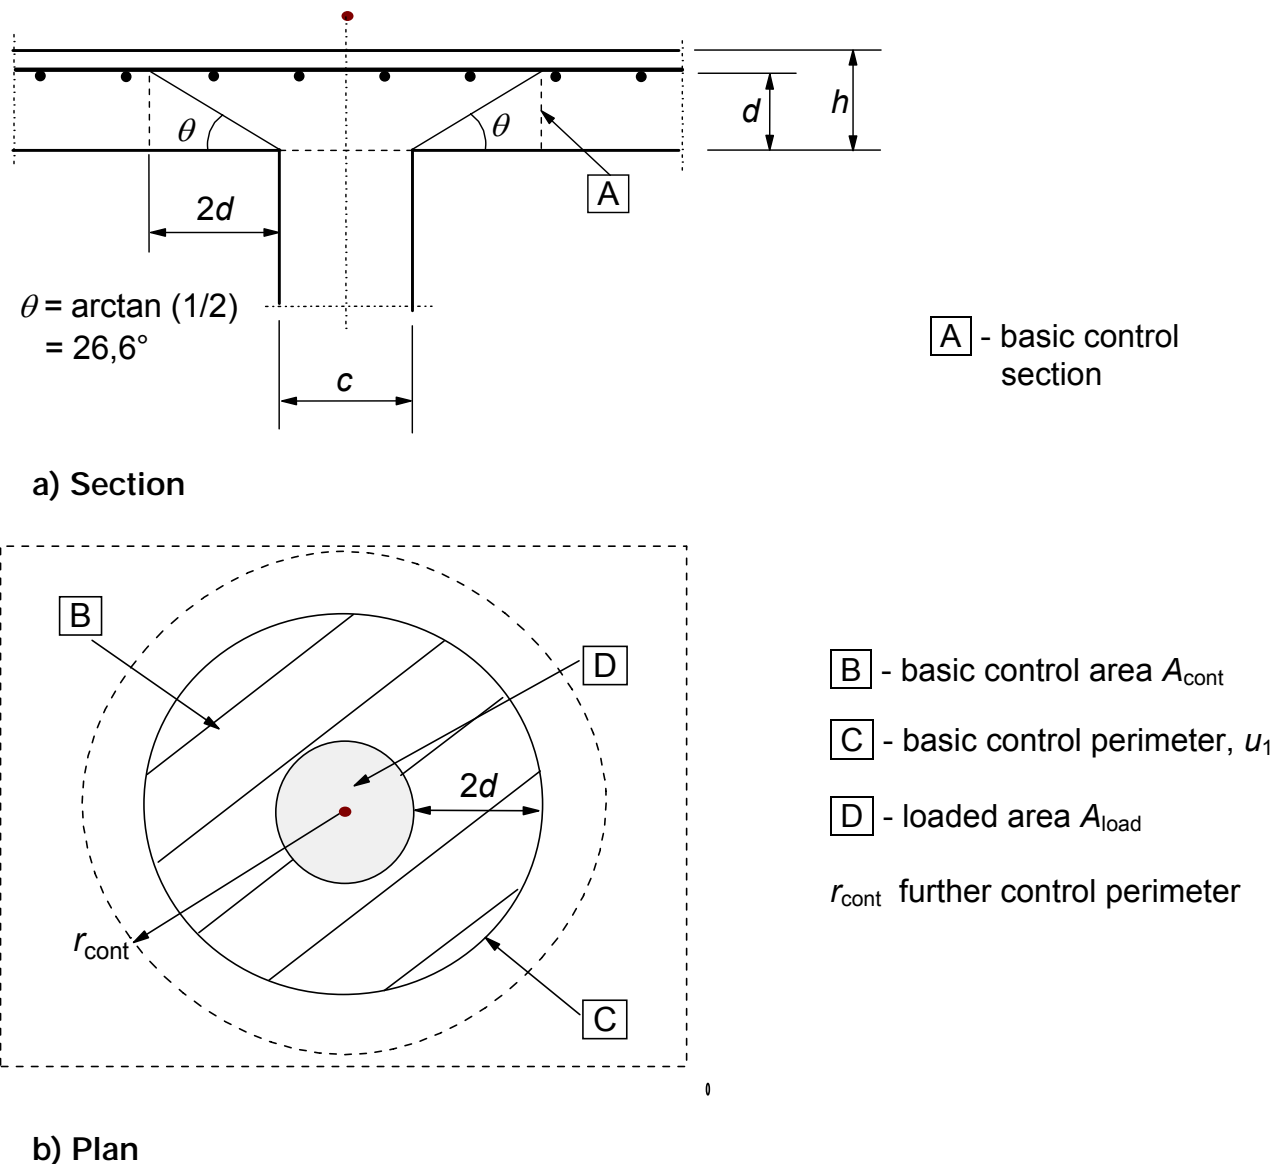 h
d
θ
θ
A
2d
θ = arctan (1/2)
= 26,6°
A - basic control
section
c
a) Section
B
D
B - basic control area Acont
C - basic control perimeter, u1
2d
D - loaded area Aload
rcont further control perimeter
rcont
C
b) Plan